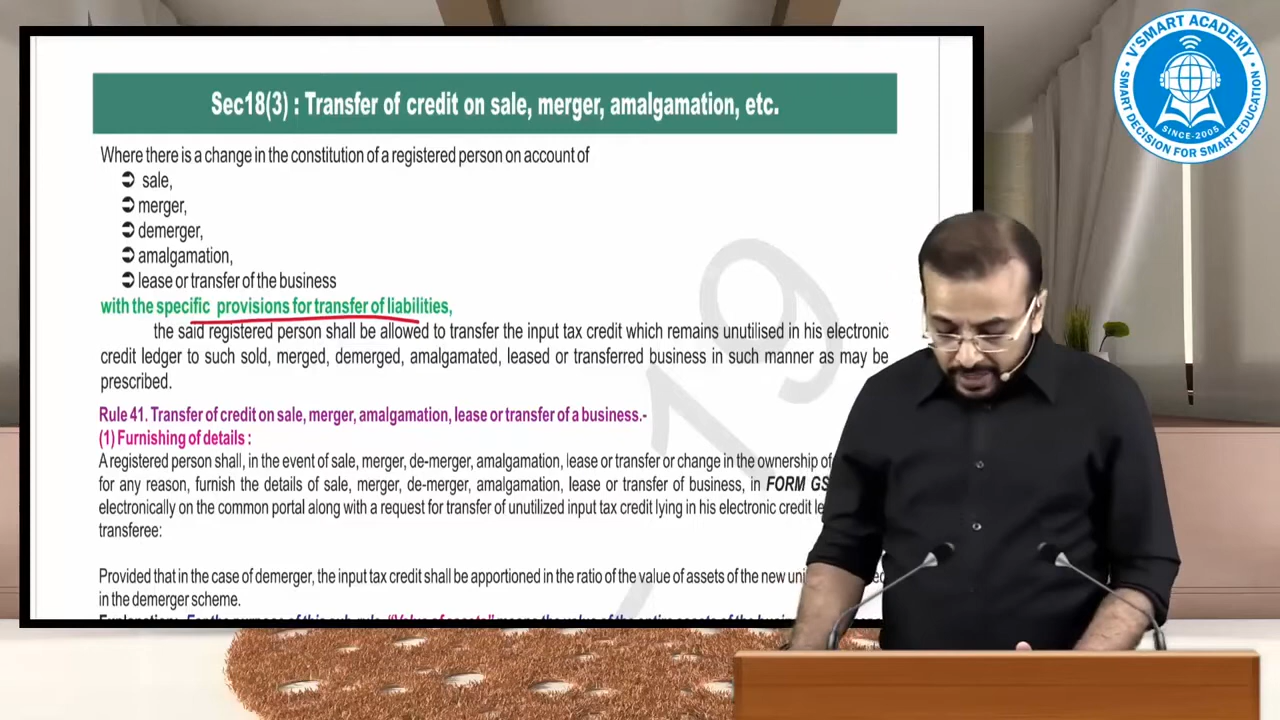 Sec18(3) : Transfer of credit on sale, merger, amalgamation, etc.
Where there is a change in the constitution of a registered person on account of
➲ sale,
➲ merger,
➲ demerger,
➲ amalgamation,
➲ lease or transfer of the business
with the specific provisions for transfer of liabilities,
the said registered person shall be allowed to transfer the input tax credit which remains unutilised in his electronic
credit ledger to such sold, merged, demerged, amalgamated, leased or transferred business in such manner as may be
prescribed.
Rule 41. Transfer of credit on sale, merger, amalgamation, lease or transfer of a business.-
(1) Furnishing of details :
A registered person shall, in the event of sale, merger, de-merger, amalgamation, lease or transfer or change in the ownership of
for any reason, furnish the details of sale, merger, de-merger, amalgamation, lease or transfer of business, in FORM GS
electronically on the common portal along with a request for transfer of unutilized input tax credit lying in his electronic credit
transferee:
Provided that in the case of demerger, the input tax credit shall be apportioned in the ratio of the value of assets of the new
in the demerger scheme.
19
V'SMART ACADEMY
SINCE-2005
SMART DECISION FOR SMART EDUCATION